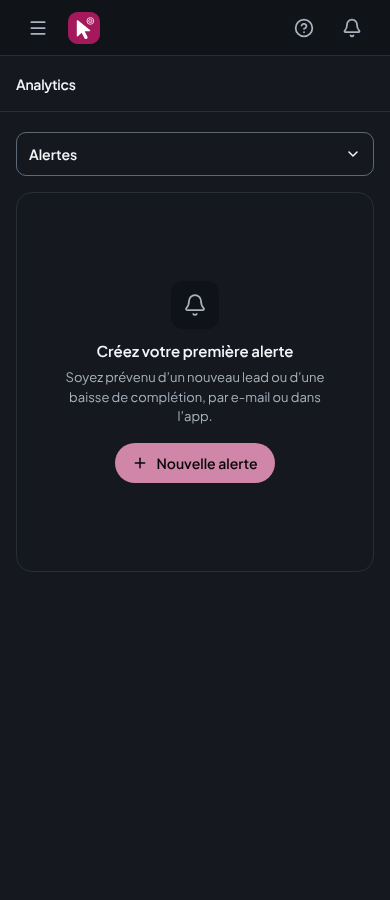 Analytics
Alertes
Créez votre première alerte
Soyez prévenu d’un nouveau lead ou d’une
baisse de complétion, par e-mail ou dans
l’app.
Nouvelle alerte